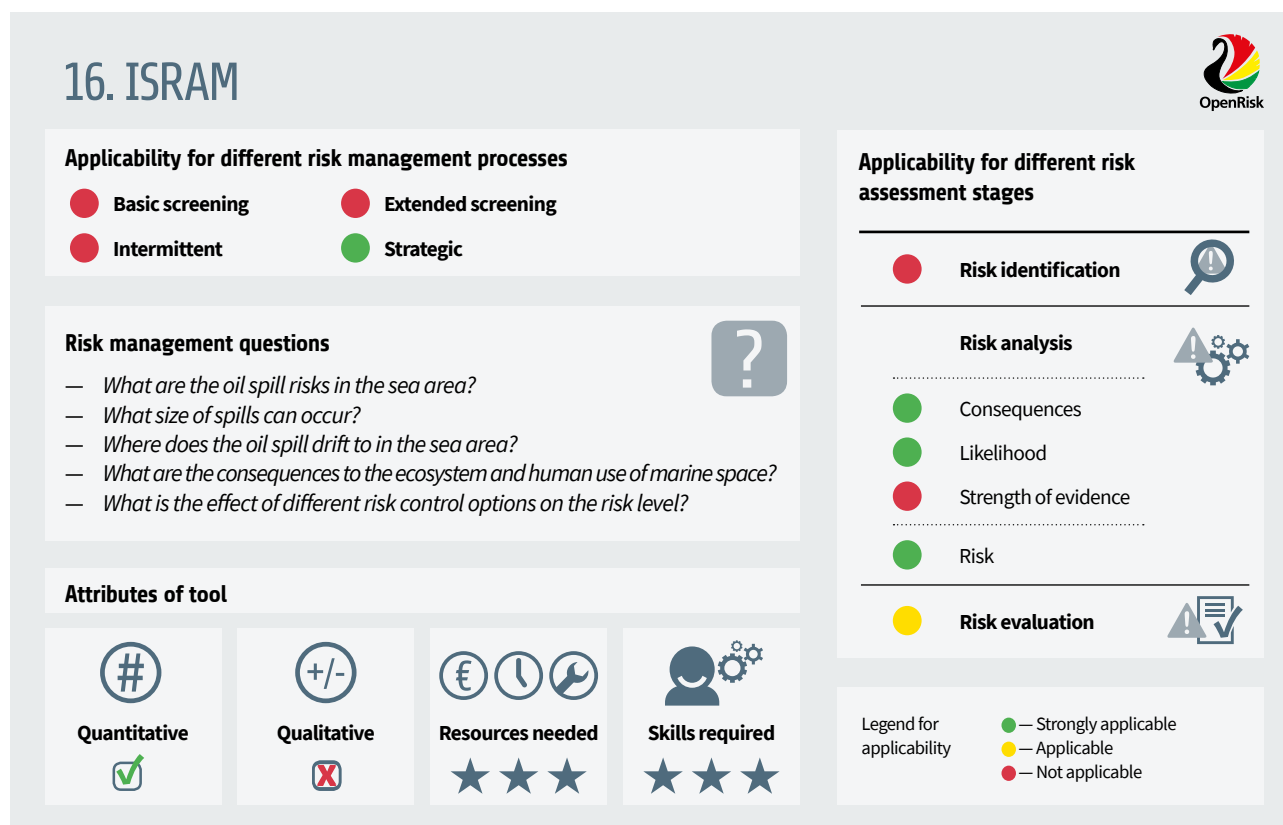 16. ISRAM
OpenRisk
Applicability for different risk management processes
Basic screening
Extended screening
Intermittent
Strategic
Risk management questions
?
— What are the oil spill risks in the sea area?
— What size of spills can occur?
— Where does the oil spill drift to in the sea area?
— What are the consequences to the ecosystem and human use of marine space?
— What is the effect of different risk control options on the risk level?
Attributes of tool
#
Quantitative
+/-
Qualitative
€
Resources needed
Skills required
Applicability for different risk
assessment stages
Risk identification
!
Risk analysis
!
Consequences
Likelihood
Strength of evidence
Risk
Risk evaluation
!
Legend for
applicability
— Strongly applicable
— Applicable
— Not applicable